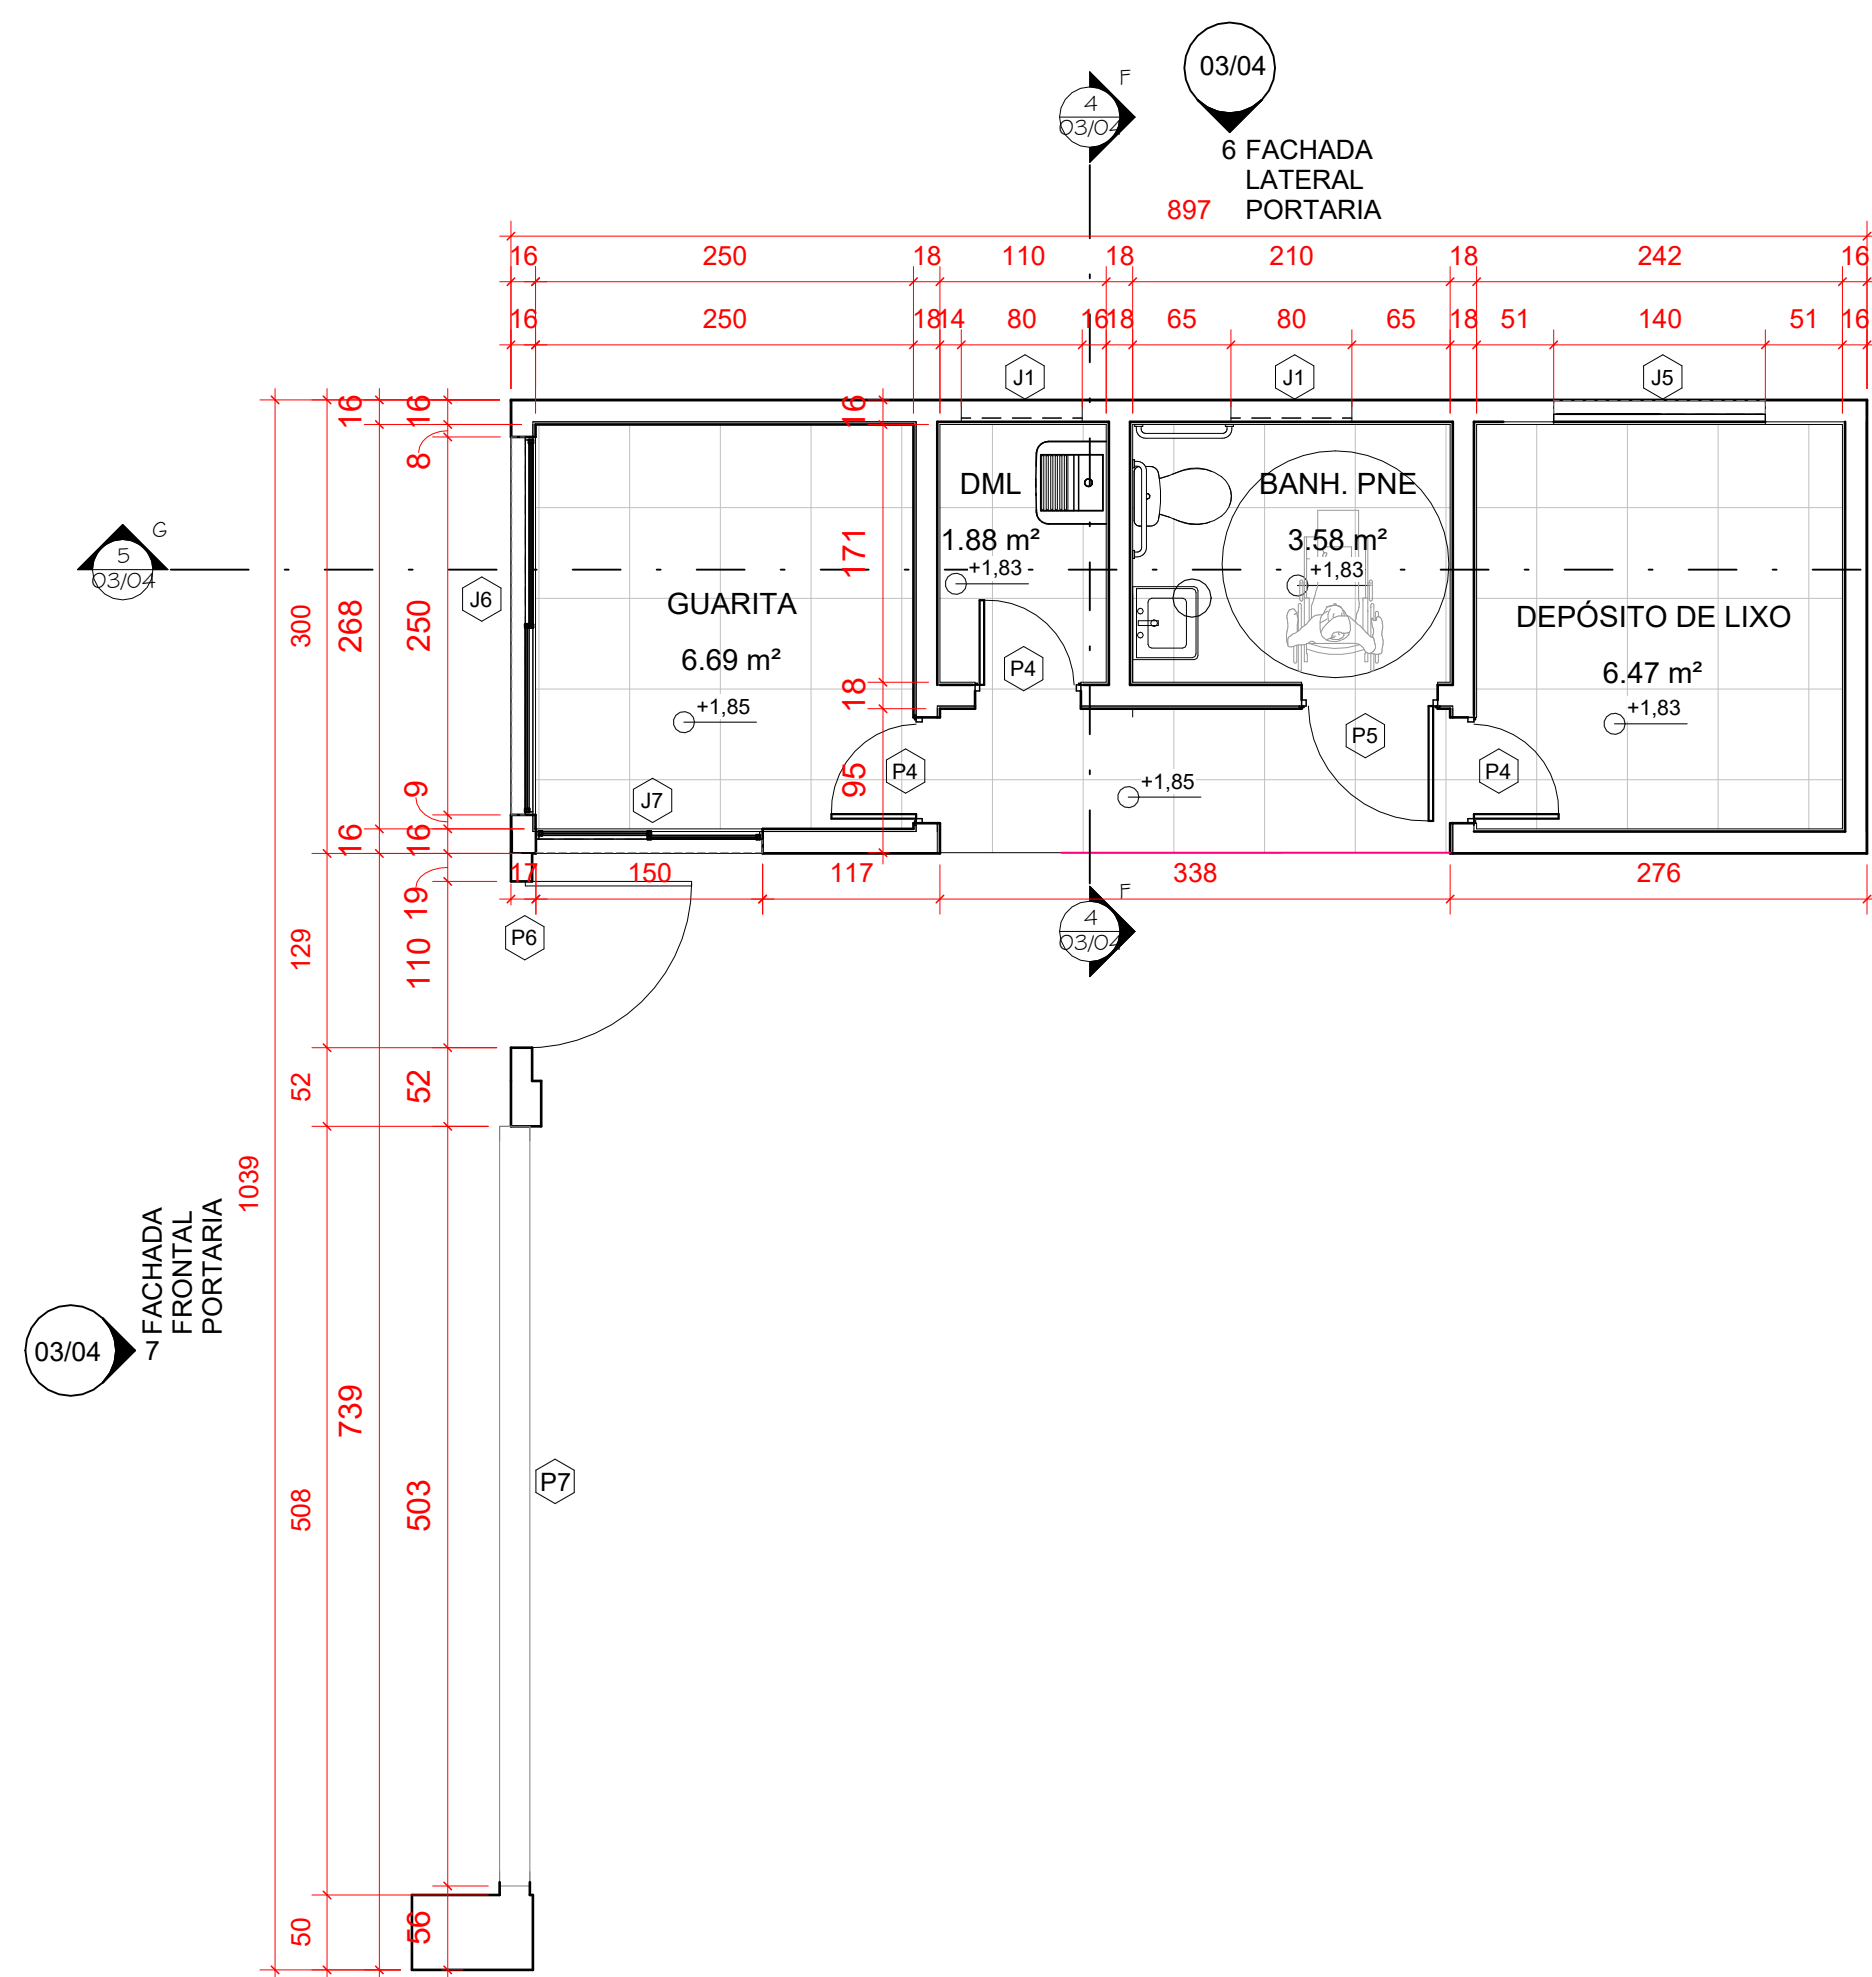 03/04
F
4
03/04
6 FACHADA
LATERAL
PORTARIA
897
16 250 18 110 18 210 18 242 16
16 250 18 14 80 16 18 65 80 65 18 51 140 51 16
J1 J1 J5
16 16 16
8
DML BANH. PNE
G
5
03/04
171
1.88 m² 3.58 m²
+1,83 +1,83
J6
300 268 250
GUARITA
DEPÓSITO DE LIXO
6.69 m²
P4
6.47 m²
18
+1,85
+1,83
P5
95
P4
P4
+1,85
9
J7
16 16
17 150 117 338 276
19
F
4
03/04
P6
129 110
52 52
1039
FACHADA
FRONTAL
PORTARIA
03/04
7
739
508 503
P7
50 56